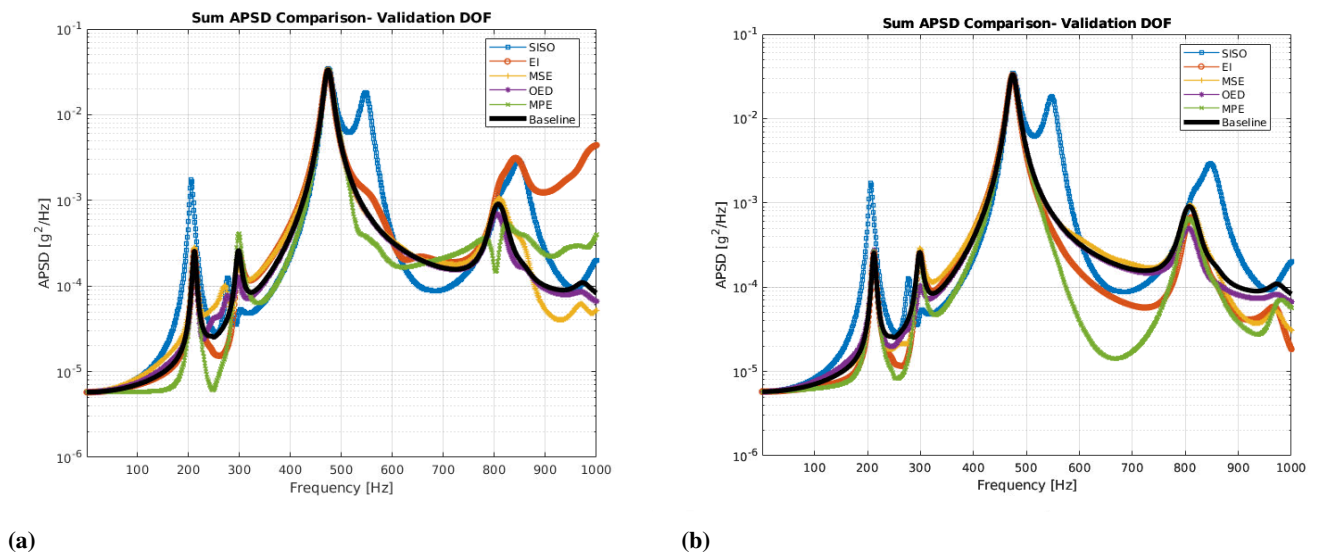 Sum APSD Comparison- Validation DOF
10^-1
10^-2
10^-3
10^-4
10^-5
10^-6
APSD [g^2/Hz]
SISO
EI
MSE
OED
MPE
Baseline
100 200 300 400 500 600 700 800 900 1000
Frequency [Hz]
(a)
Sum APSD Comparison- Validation DOF
10^-1
10^-2
10^-3
10^-4
10^-5
10^-6
APSD [g^2/Hz]
SISO
EI
MSE
OED
MPE
Baseline
100 200 300 400 500 600 700 800 900 1000
Frequency [Hz]
(b)